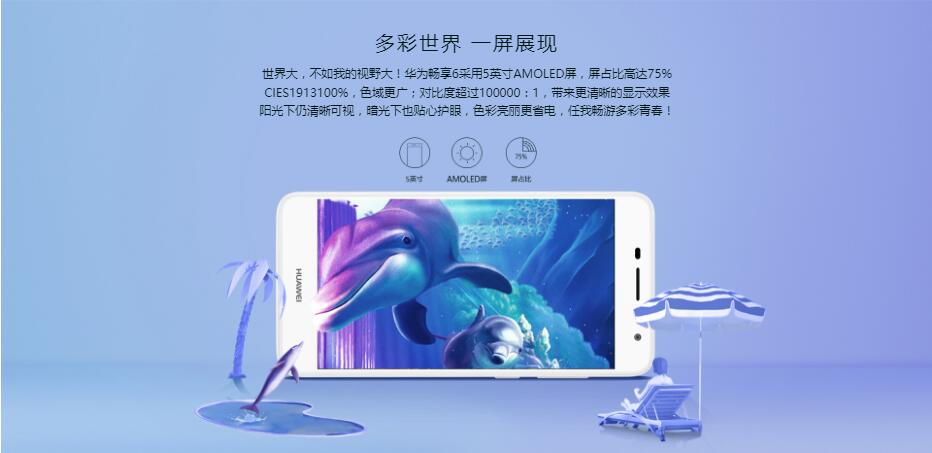 多彩世界 一屏展现
世界大，不如我的视野大！华为畅享6采用5英寸AMOLED屏，屏占比高达75%
CIES1913100%，色域更广；对比度超过100000：1，带来更清晰的显示效果
阳光下仍清晰可视，暗光下也贴心护眼，色彩亮丽更省电，任我畅游多彩青春！
75%
5英寸 AMOLED屏 屏占比
HUAWEI